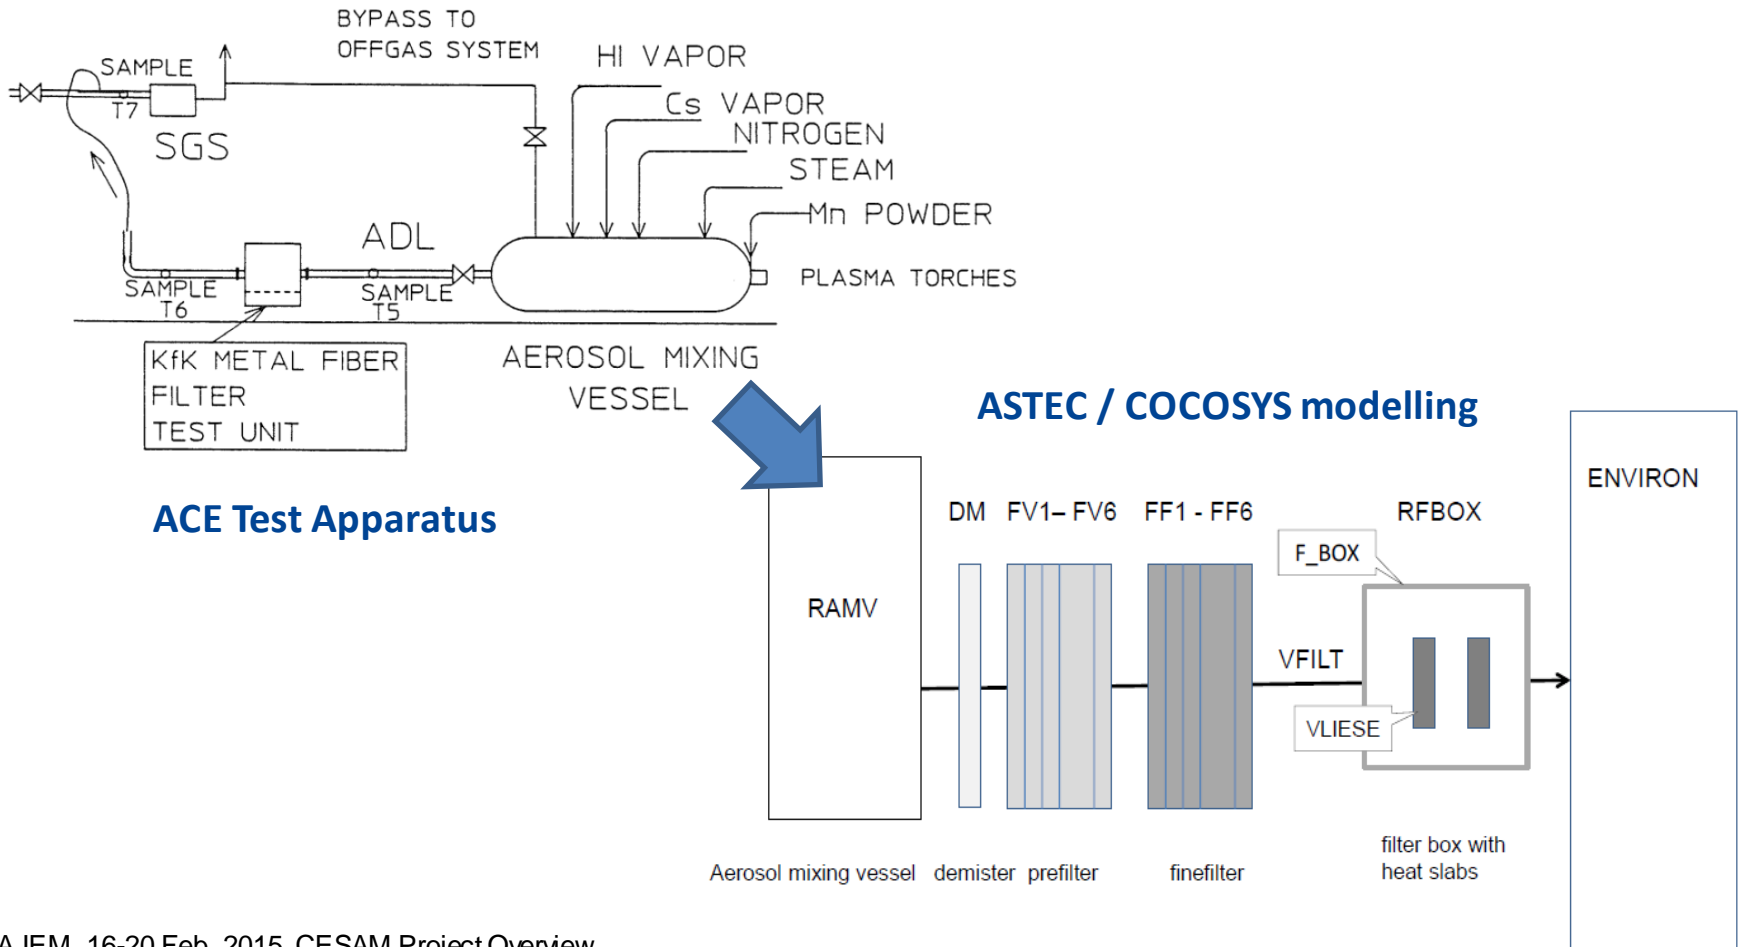 BYPASS TO
OFFGAS SYSTEM
HI VAPOR
SAMPLE
Cs VAPOR
T7
NITROGEN
SGS
STEAM
Mn POWDER
ADL
PLASMA TORCHES
SAMPLE
T6
SAMPLE
T5
KfK METAL FIBER
FILTER
TEST UNIT
AEROSOL MIXING
VESSEL
ACE Test Apparatus
ASTEC / COCOSYS modelling
ENVIRON
DM
FV1– FV6
FF1 - FF6
RFBOX
F_BOX
RAMV
VFILT
VLIESE
filter box with
heat slabs
Aerosol mixing vessel
demister
prefilter
finefilter
16-20 Feb. 2015, CESAM Project Overview